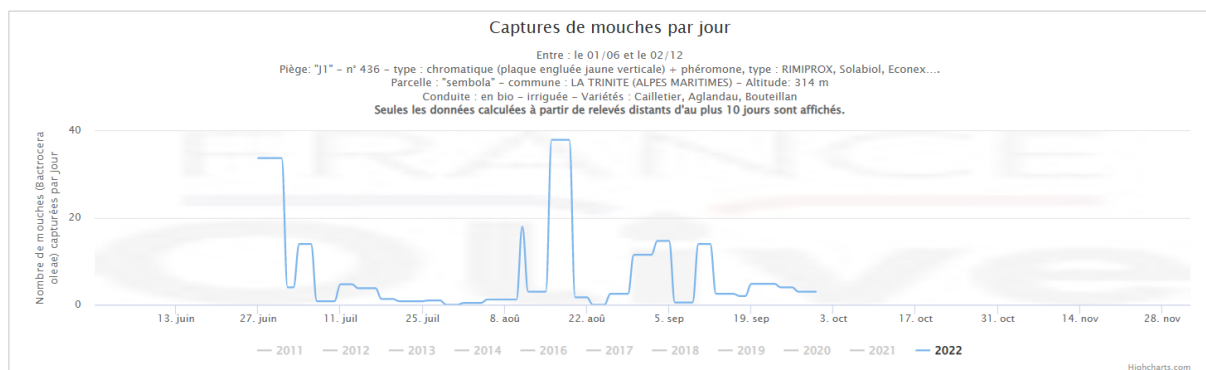 Captures de mouches par jour
Entre : le 01/06 et le 02/12
Piège: "J1" - n° 436 - type : chromatique (plaque engluée jaune verticale) + phéromone, type : RIMIPROX, Solabiol, Econex....
Parcelle : "sembola" - commune : LA TRINITE (ALPES MARITIMES) - Altitude: 314 m
Conduite : en bio - irriguée - Variétés : Cailletier, Aglandau, Bouteillan
Seules les données calculées à partir de relevés distants d'au plus 10 jours sont affichés.
Nombre de mouches (Bactrocera
oleae) capturées par jour
40
20
0
FRANCE
Olive
13. juin 27. juin 11. juil 25. juil 8. aoû 22. aoû 5. sep 19. sep 3. oct 17. oct 31. oct 14. nov 28. nov
2011 2012 2013 2014 2016 2017 2018 2019 2020 2021 2022
Highcharts.com